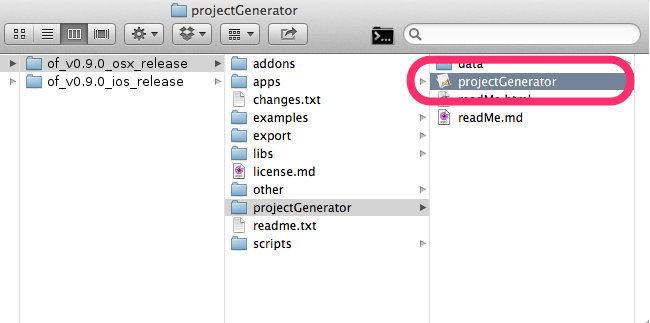 projectGenerator
of_v0.9.0_osx_release
of_v0.9.0_ios_release
addons
apps
changes.txt
examples
export
libs
license.md
other
projectGenerator
readme.txt
scripts
data
projectGenerator
readMe.html
readMe.md